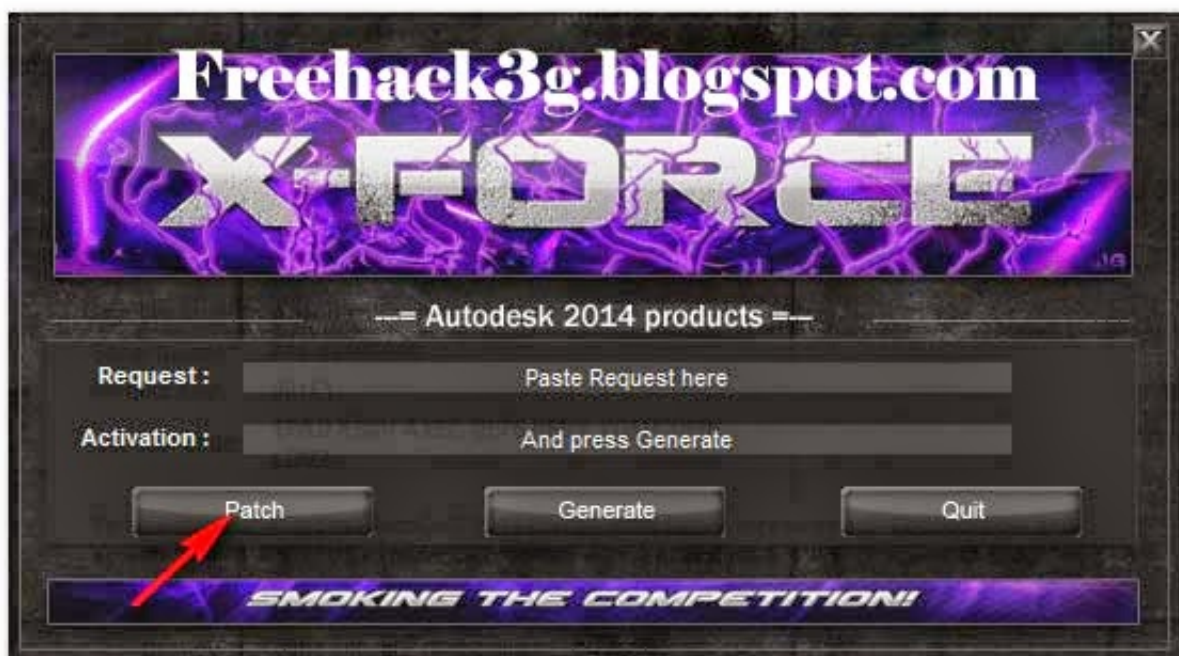 Freehack3g.blogspot.com
X-FORCE
---= Autodesk 2014 products =---
Request :
Paste Request here
Activation :
And press Generate
Patch
Generate
Quit
SMOKING THE COMPETITION!